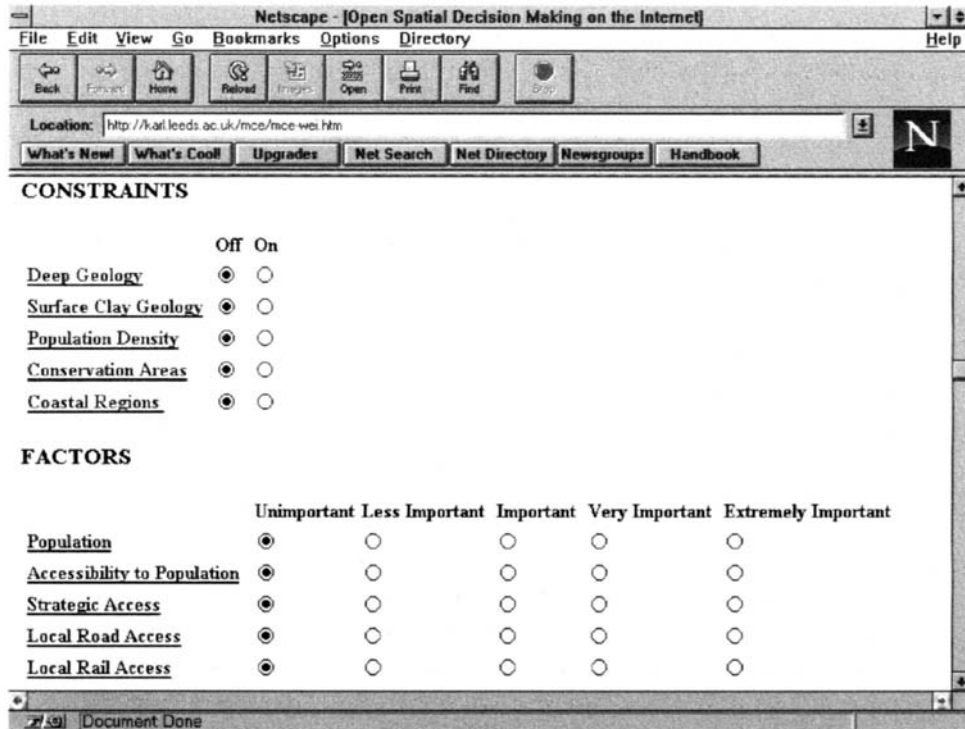 Netscape - [Open Spatial Decision Making on the Internet]
File Edit View Go Bookmarks Options Directory Help
Back Forward Home Reload Images Open Print Find Stop
Location: http://karl.leeds.ac.uk/mce/mce-wei.htm
N
What's New! What's Cool! Upgrades Net Search Net Directory Newsgroups Handbook
CONSTRAINTS
Off On
Deep Geology
Surface Clay Geology
Population Density
Conservation Areas
Coastal Regions
FACTORS
Unimportant Less Important Important Very Important Extremely Important
Population
Accessibility to Population
Strategic Access
Local Road Access
Local Rail Access
Document Done